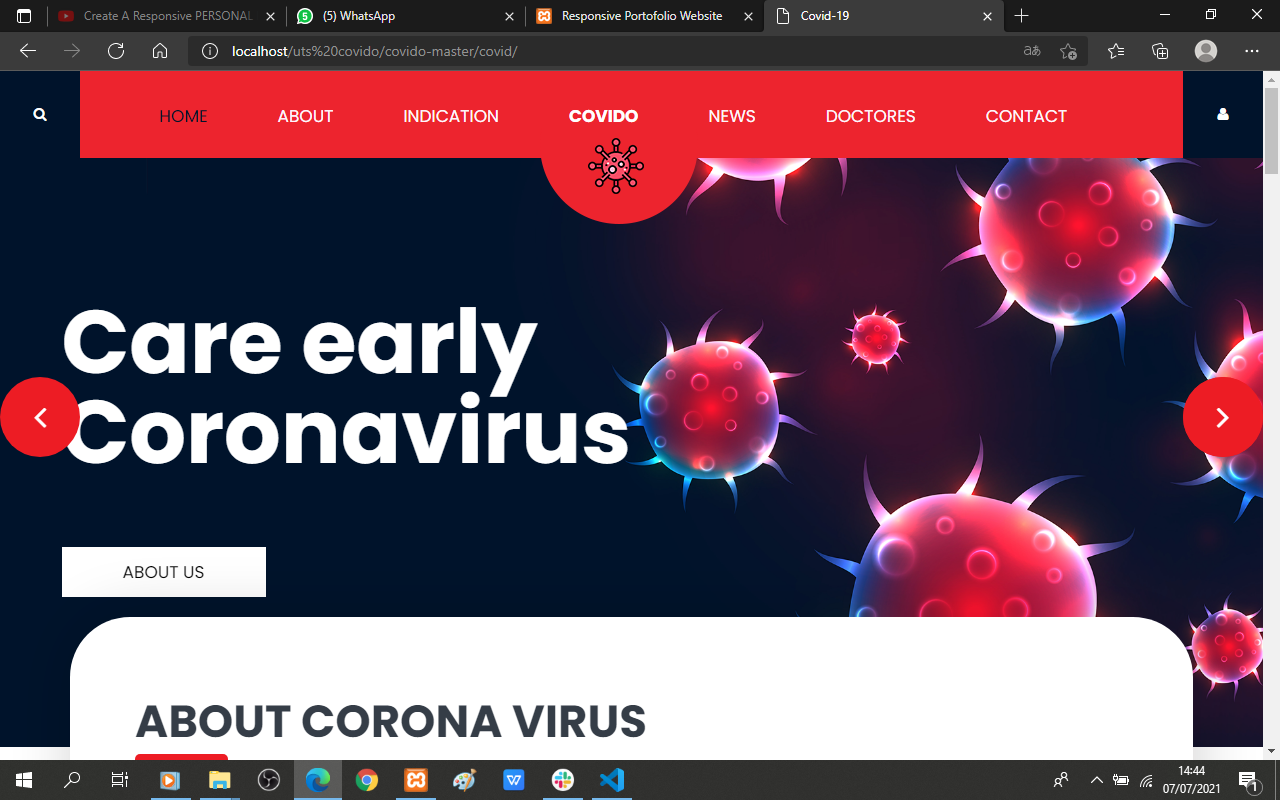 Create A Responsive PERSONAL
(5) WhatsApp
Responsive Portofolio Website
Covid-19
localhost/uts%20covido/covido-master/covid/
HOME
ABOUT
INDICATION
COVIDO
NEWS
DOCTORES
CONTACT
Care early
Coronavirus
ABOUT US
ABOUT CORONA VIRUS
14:44
07/07/2021
1